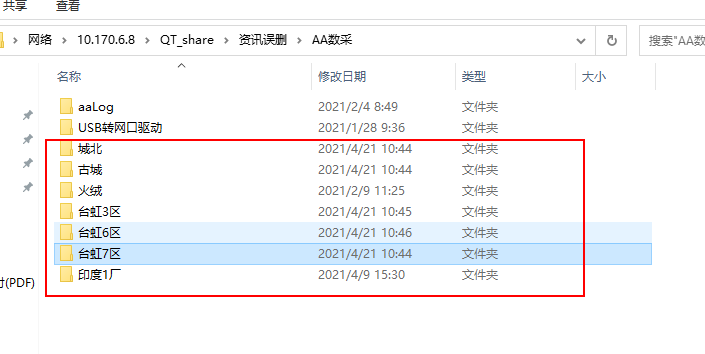 共享 查看
网络 > 10.170.6.8 > QT_share > 资讯误删 > AA数采 搜索"AA数
名称 修改日期 类型 大小
aaLog 2021/2/4 8:49 文件夹
USB转网口驱动 2021/1/28 9:36 文件夹
城北 2021/4/21 10:44 文件夹
古城 2021/4/21 10:44 文件夹
火绒 2021/2/9 11:25 文件夹
台虹3区 2021/4/21 10:45 文件夹
台虹6区 2021/4/21 10:46 文件夹
台虹7区 2021/4/21 10:44 文件夹
印度1厂 2021/4/9 15:30 文件夹
(PDF)